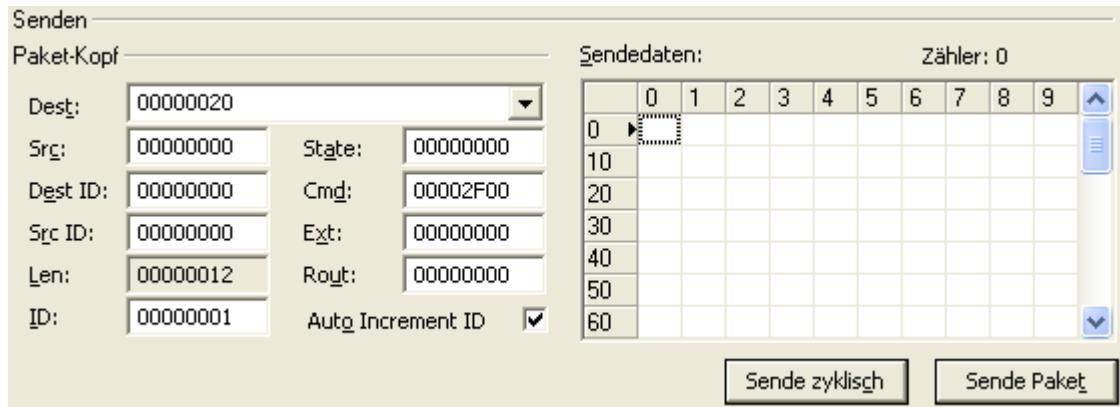 Senden
Paket-Kopf
Dest: 00000020
Src: 00000000 State: 00000000
Dest ID: 00000000 Cmd: 00002F00
Src ID: 00000000 Ext: 00000000
Len: 00000012 Rout: 00000000
ID: 00000001 Auto Increment ID
Sendedaten: Zähler: 0
0 1 2 3 4 5 6 7 8 9
0
10
20
30
40
50
60
Sende zyklisch Sende Paket